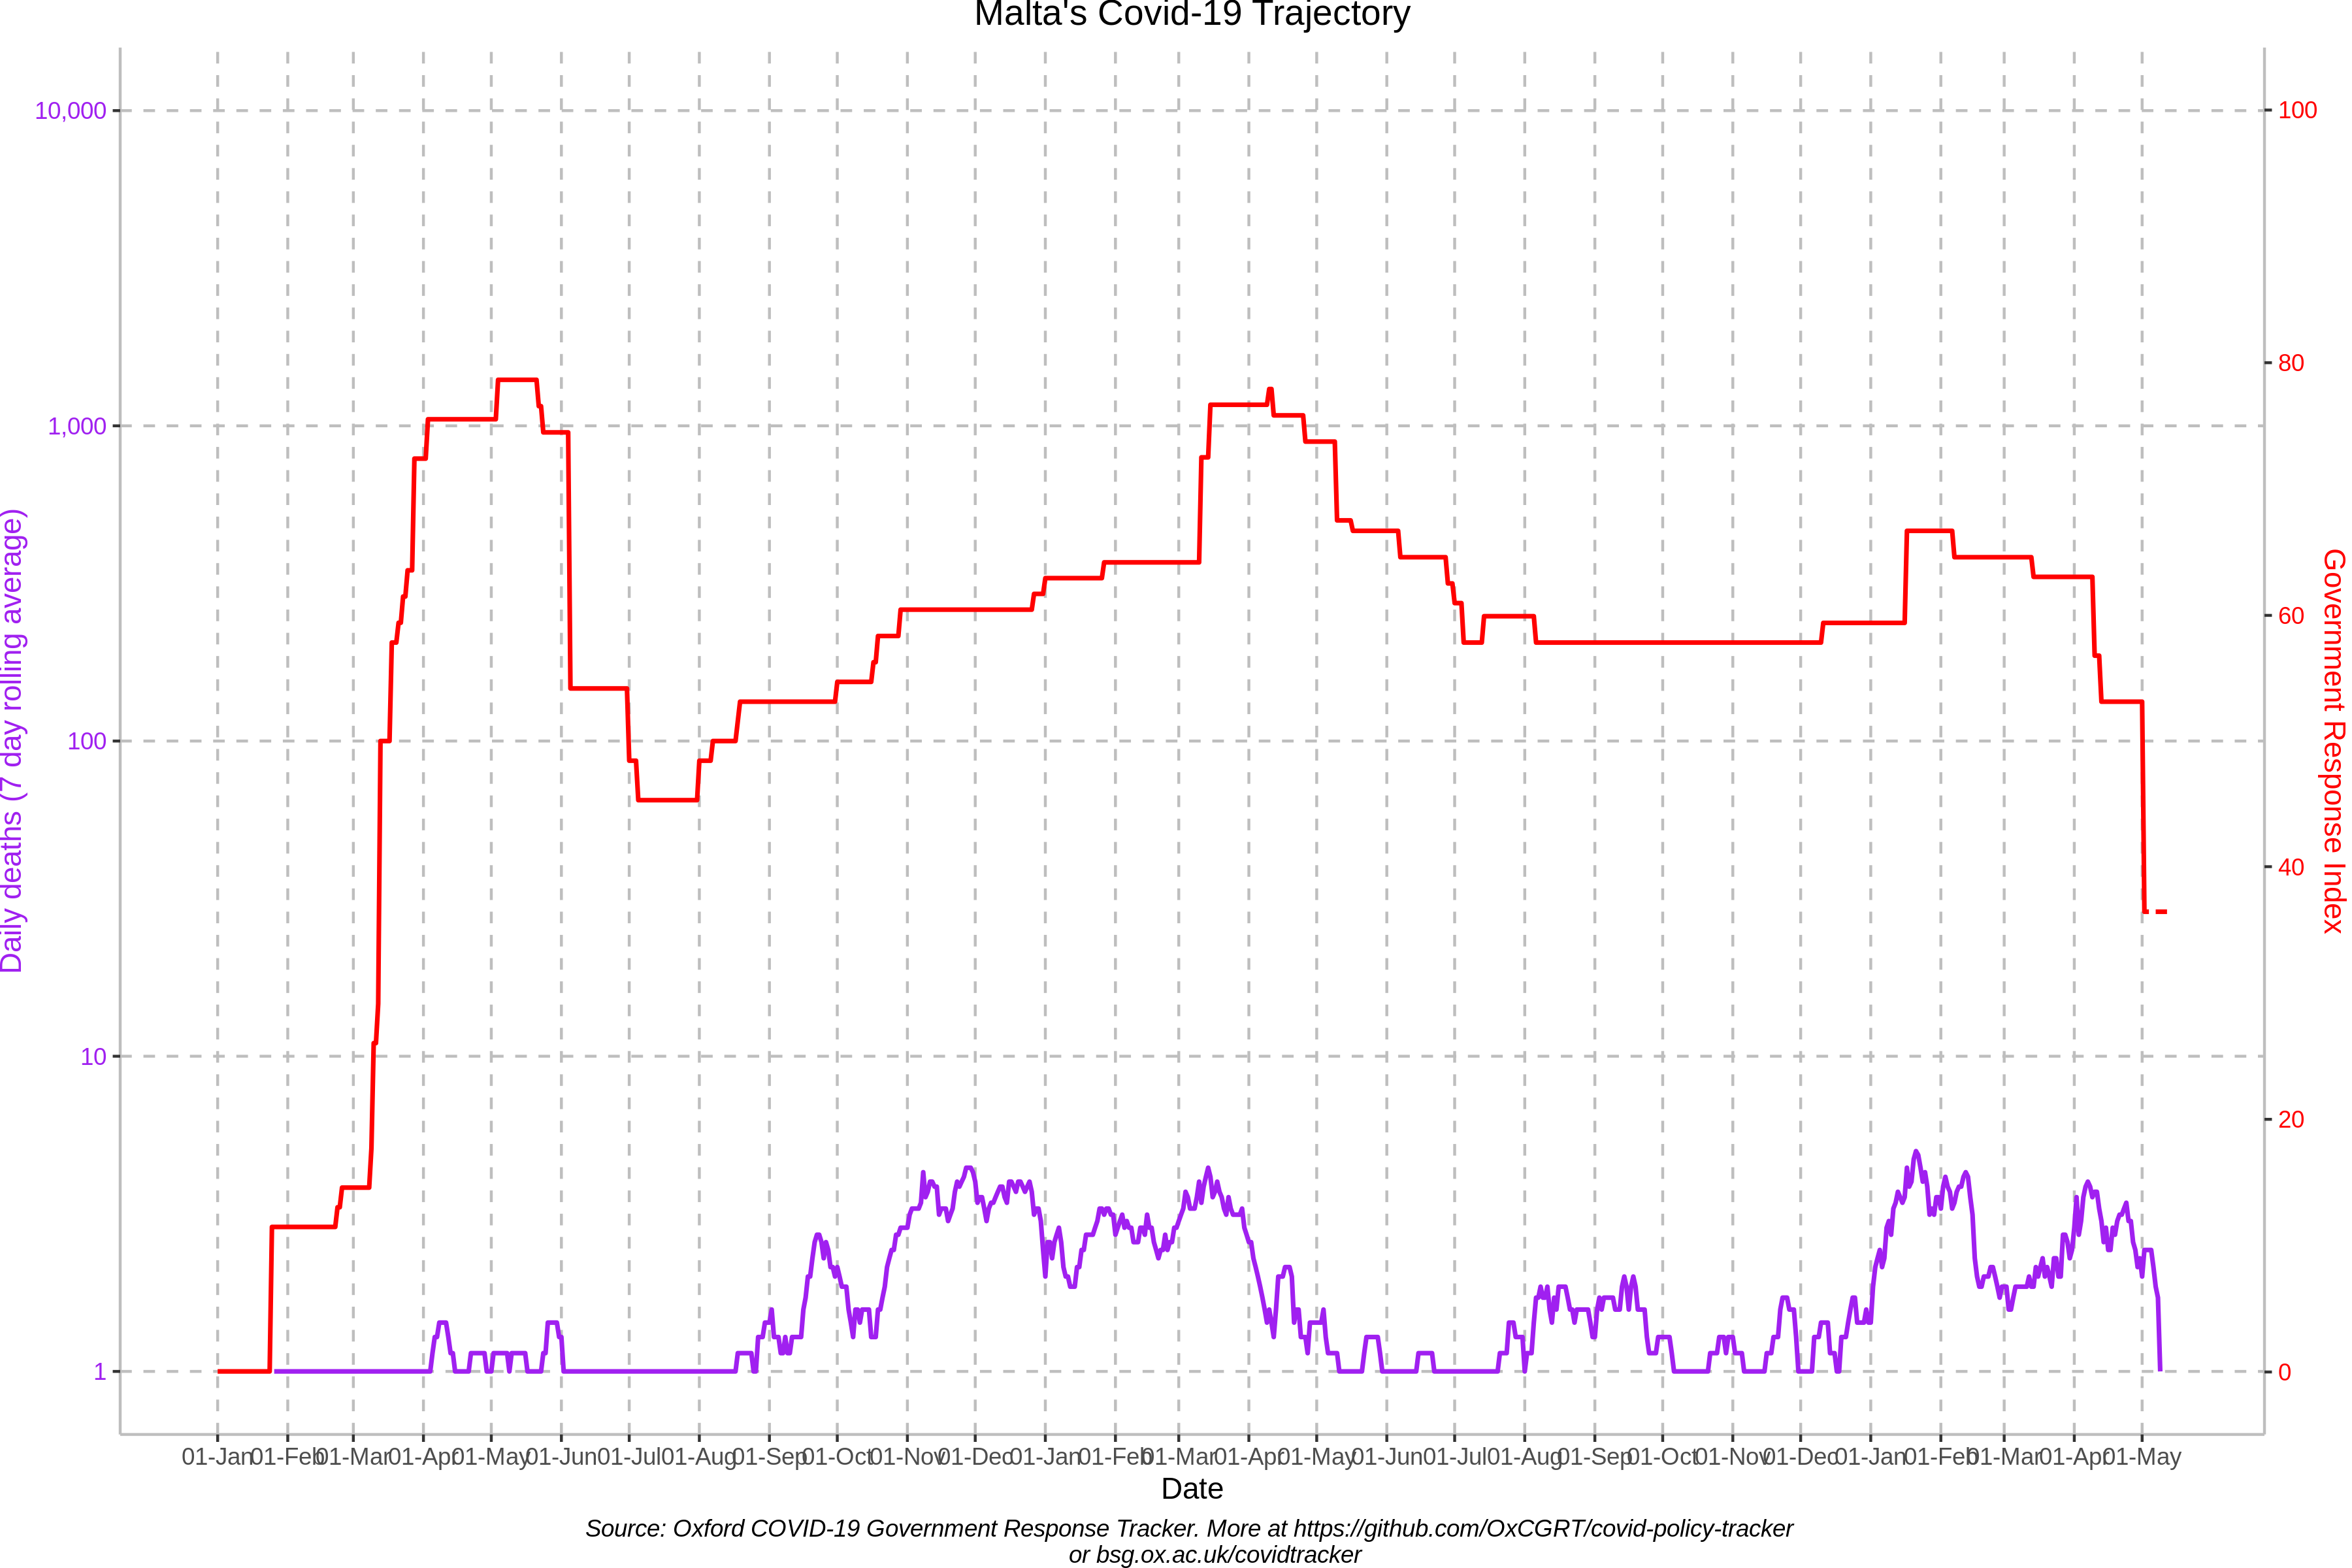 Malta's Covid-19 Trajectory
10,000
1,000
100
10
1
Daily deaths (7 day rolling average)
100
80
60
40
20
0
Government Response Index
01-Jan 01-Feb 01-Mar 01-Apr 01-May 01-Jun 01-Jul 01-Aug 01-Sep 01-Oct 01-Nov 01-Dec 01-Jan 01-Feb 01-Mar 01-Apr 01-May 01-Jun 01-Jul 01-Aug 01-Sep 01-Oct 01-Nov 01-Dec 01-Jan 01-Feb 01-Mar 01-Apr 01-May
Date
Source: Oxford COVID-19 Government Response Tracker. More at https://github.com/OxCGRT/covid-policy-tracker
or bsg.ox.ac.uk/covidtracker